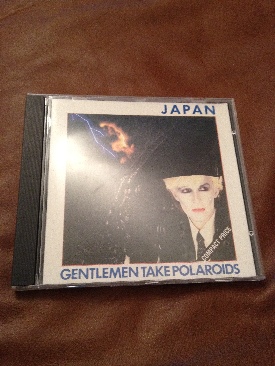 JAPAN
COMPACT PRICE
GENTLEMEN TAKE POLAROIDS